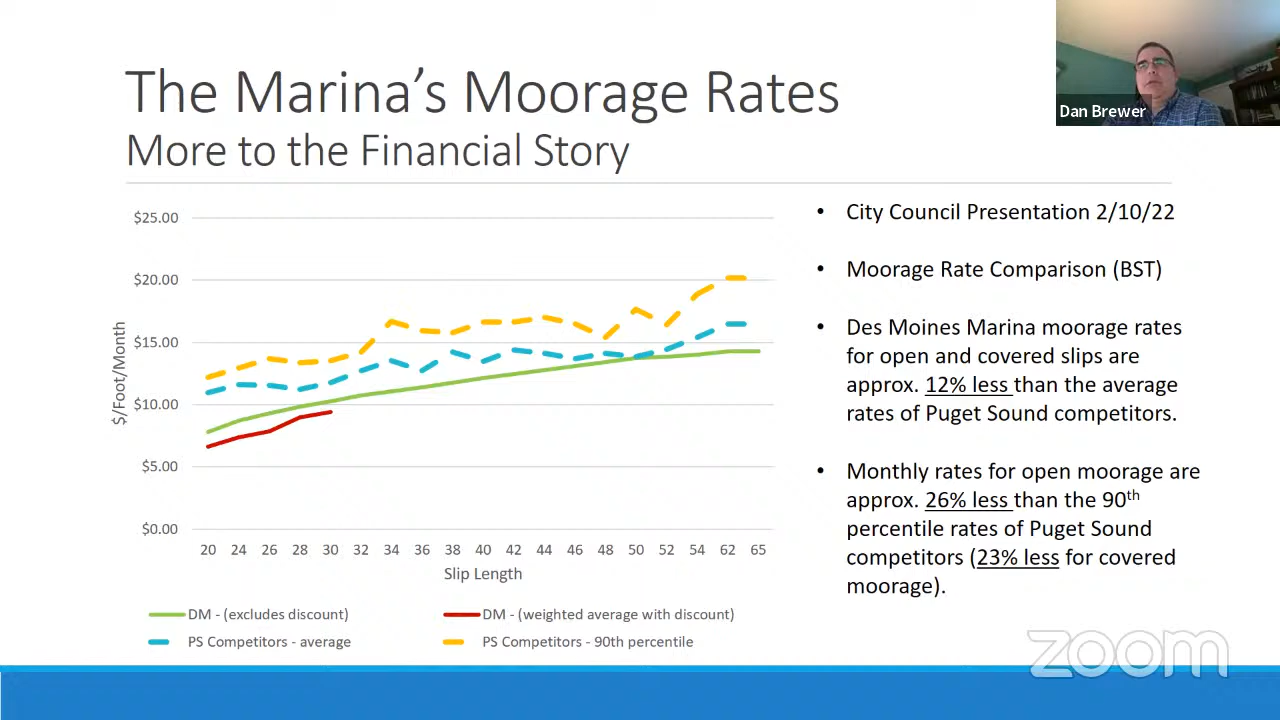 The Marina's Moorage Rates
More to the Financial Story
Dan Brewer
$25.00
$20.00
$15.00
$10.00
$5.00
$0.00
$/Foot/Month
20 24 26 28 30 32 34 36 38 40 42 44 46 48 50 52 54 62 65
Slip Length
DM - (excludes discount)
DM - (weighted average with discount)
PS Competitors - average
PS Competitors - 90th percentile
• City Council Presentation 2/10/22
• Moorage Rate Comparison (BST)
• Des Moines Marina moorage rates
for open and covered slips are
approx. 12% less than the average
rates of Puget Sound competitors.
• Monthly rates for open moorage are
approx. 26% less than the 90th
percentile rates of Puget Sound
competitors (23% less for covered
moorage).
zoom